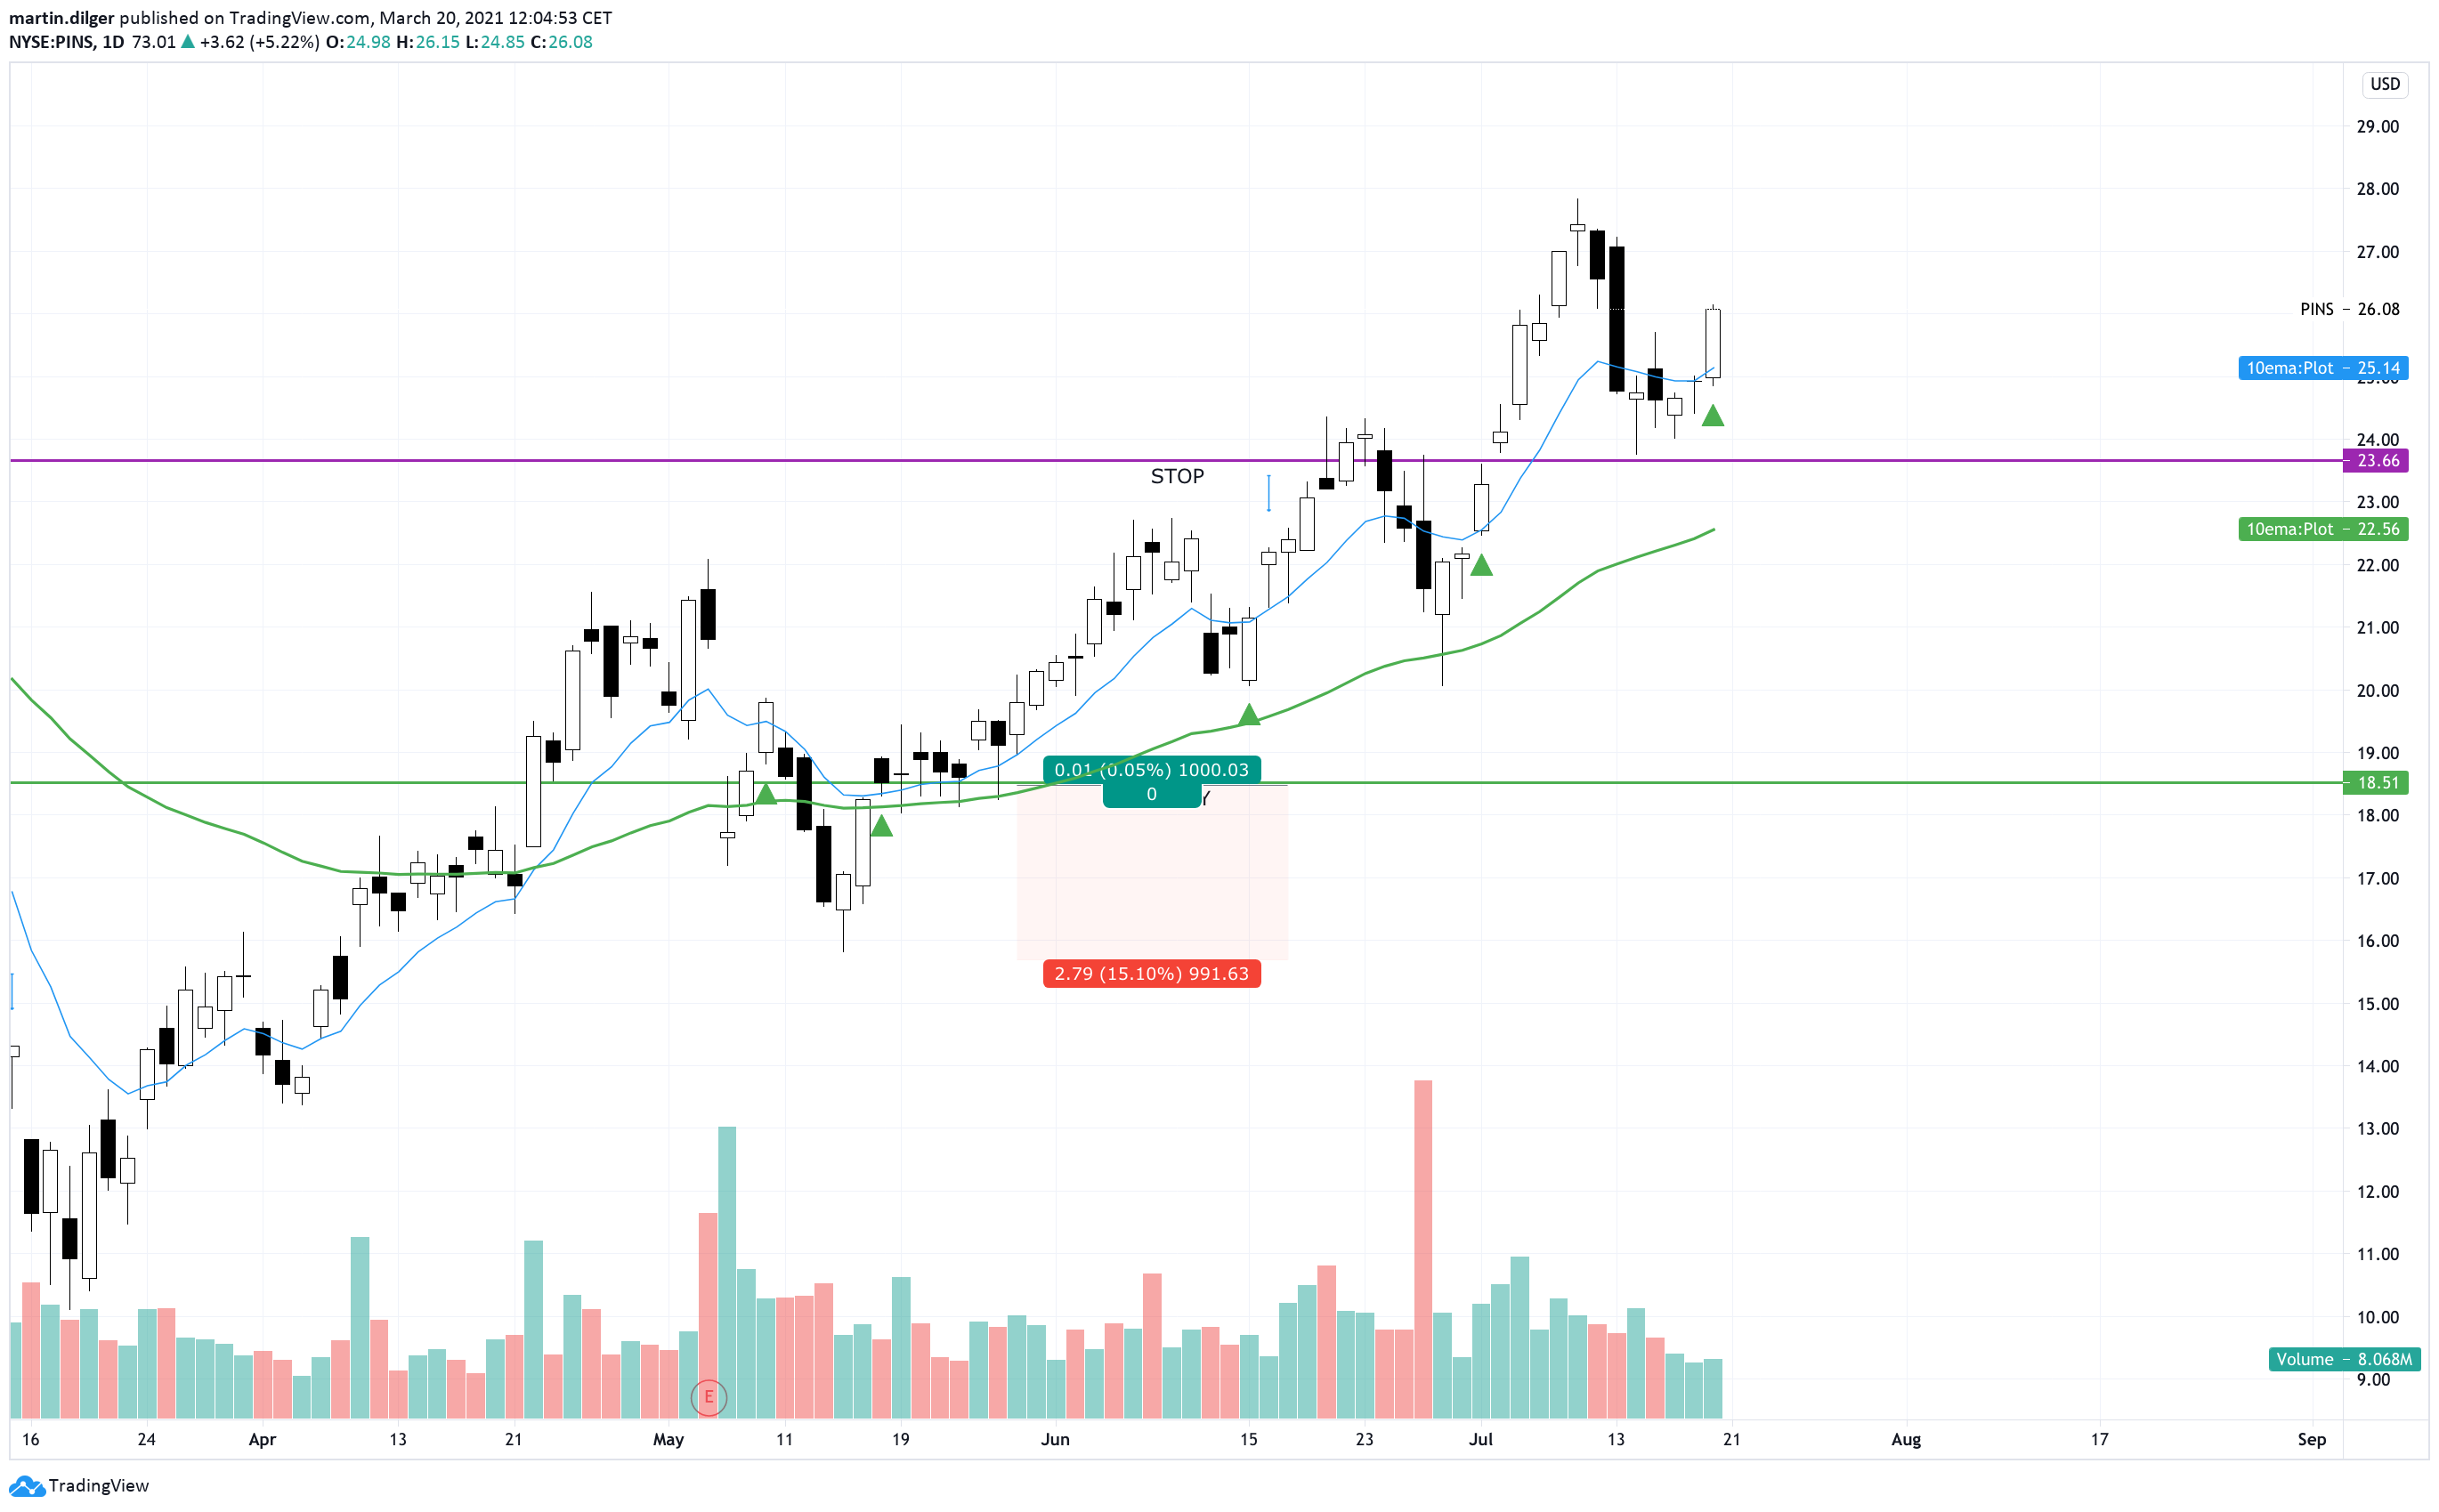 martin.dilger published on TradingView.com, March 20, 2021 12:04:53 CET
NYSE:PINS, 1D 73.01 ▲ +3.62 (+5.22%) O:24.98 H:26.15 L:24.85 C:26.08
USD
29.00
28.00
27.00
PINS 26.08
10ema:Plot 25.14
24.00
23.66
STOP
23.00
10ema:Plot 22.56
22.00
21.00
20.00
19.00
0.01 (0.05%) 1000.03
18.51
0
18.00
17.00
16.00
2.79 (15.10%) 991.63
15.00
14.00
13.00
12.00
11.00
10.00
Volume 8.068M
9.00
E
16 24 Apr 13 21 May 11 19 Jun 15 23 Jul 13 21 Aug 17 Sep
TradingView